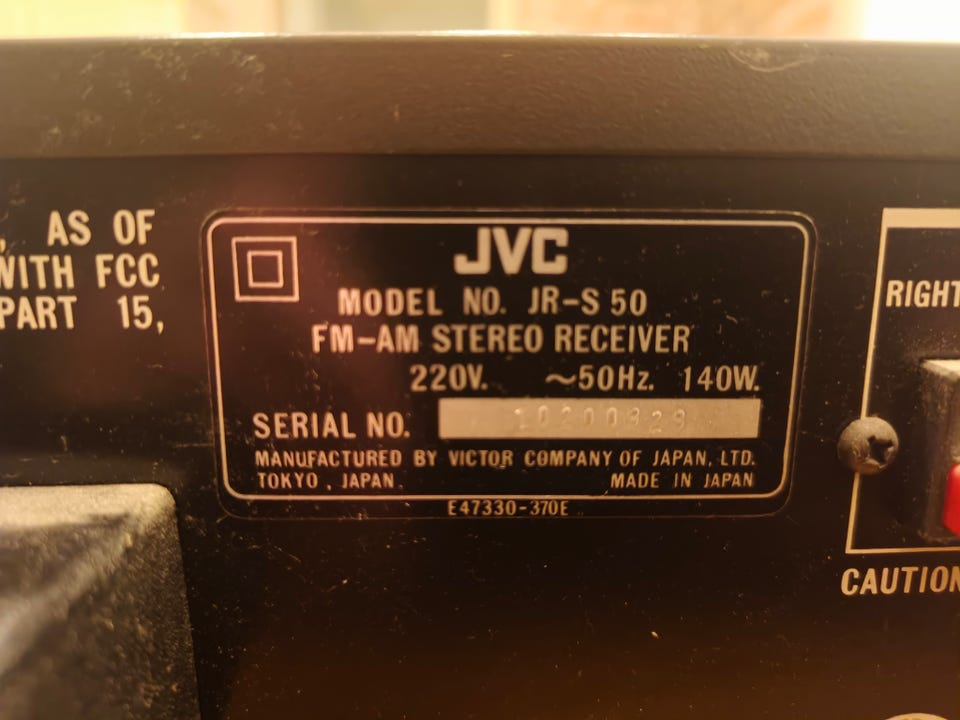 , AS OF
WITH FCC
PART 15,
JVC
MODEL NO. JR-S 50
FM-AM STEREO RECEIVER
220V. ~50Hz. 140W.
SERIAL NO.
MANUFACTURED BY VICTOR COMPANY OF JAPAN, LTD.
TOKYO, JAPAN. MADE IN JAPAN
E47330-370E
RIGHT
CAUTION